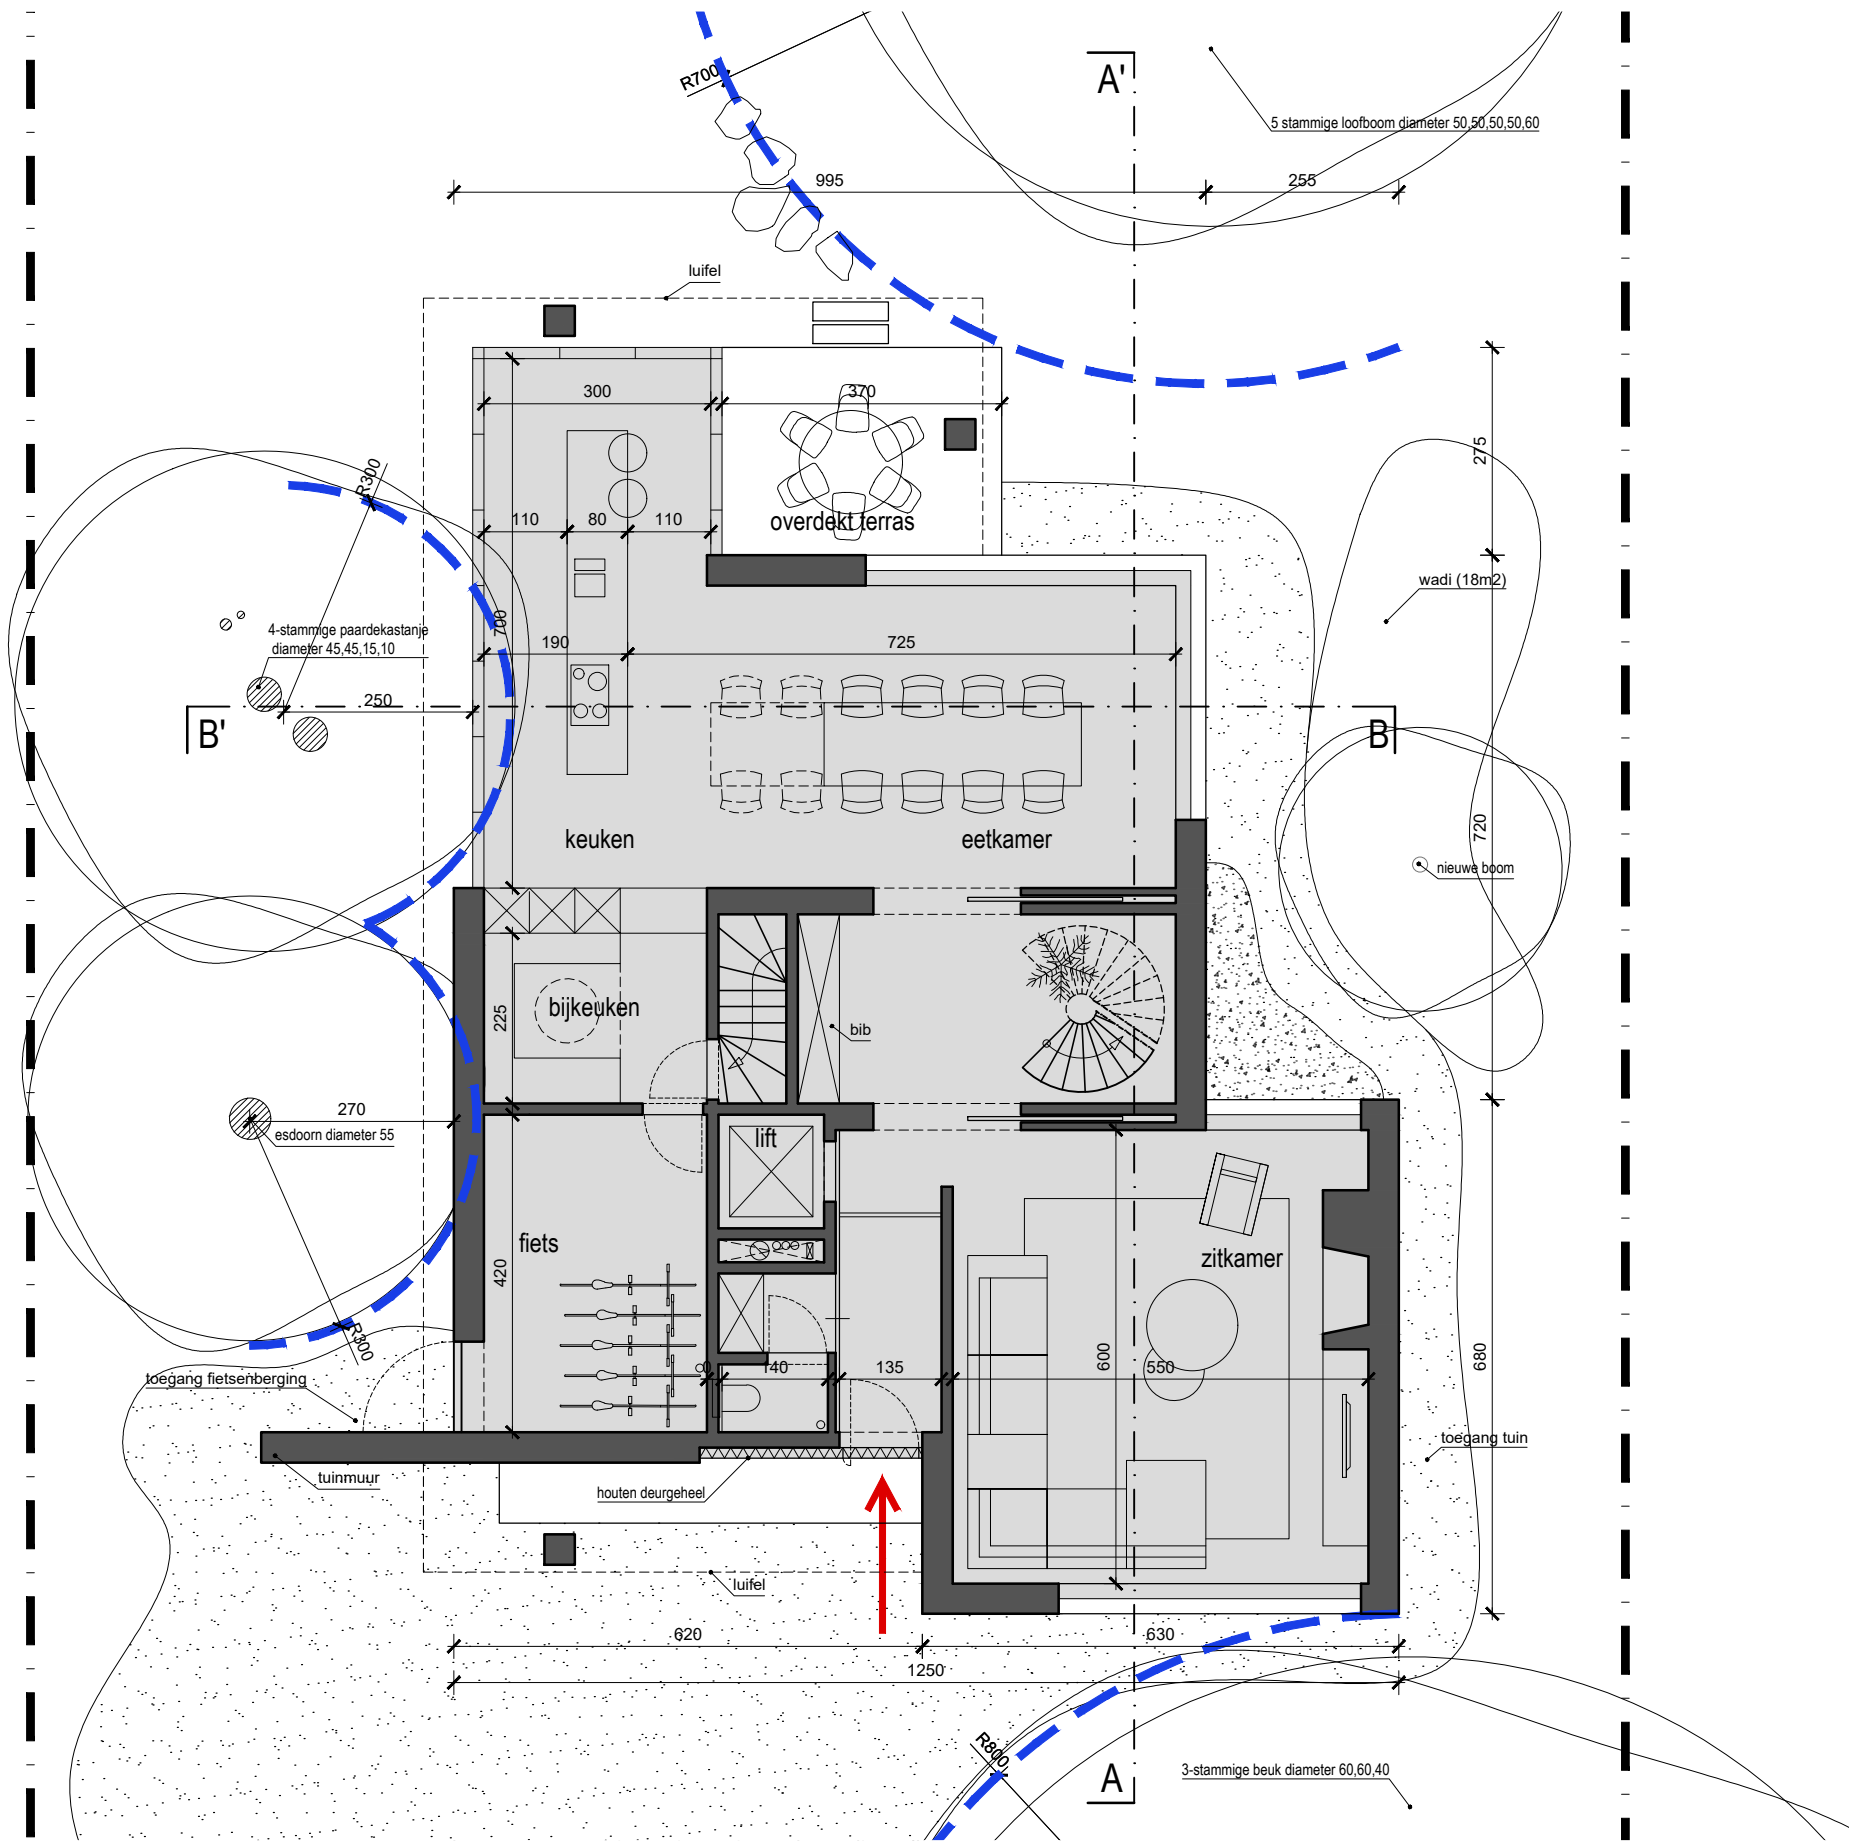 R700
A'
5 stammige loofboom diameter 50,50,50,50,60
995
255
luifel
300
370
275
R300
110
80
110
overdekt terras
wadi (18m2)
700
4-stammige paardekastanje
diameter 45,45,15,10
190
725
250
B'
B
keuken
eetkamer
720
nieuwe boom
bijkeuken
225
bib
270
esdoorn diameter 55
lift
fiets
zitkamer
420
R300
600
680
0
140
135
550
toegang fietsenberging
toegang tuin
tuinmuur
houten deurgeheel
luifel
620
630
1250
R800
A
3-stammige beuk diameter 60,60,40